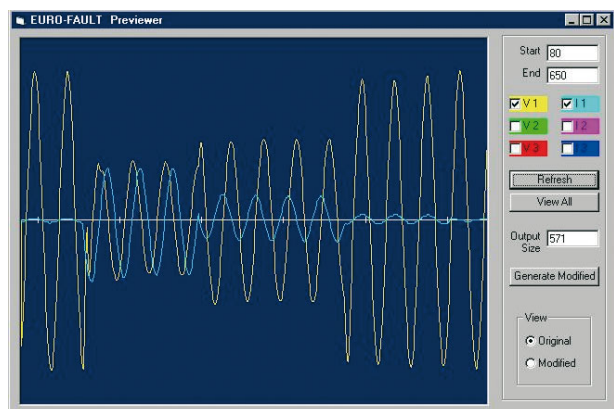 EURO-FAULT Previewer
Start 80
End 650
V 1 I 1
V 2 I 2
V 3
Refresh
View All
Output Size 571
Generate Modified
View
Original
Modified